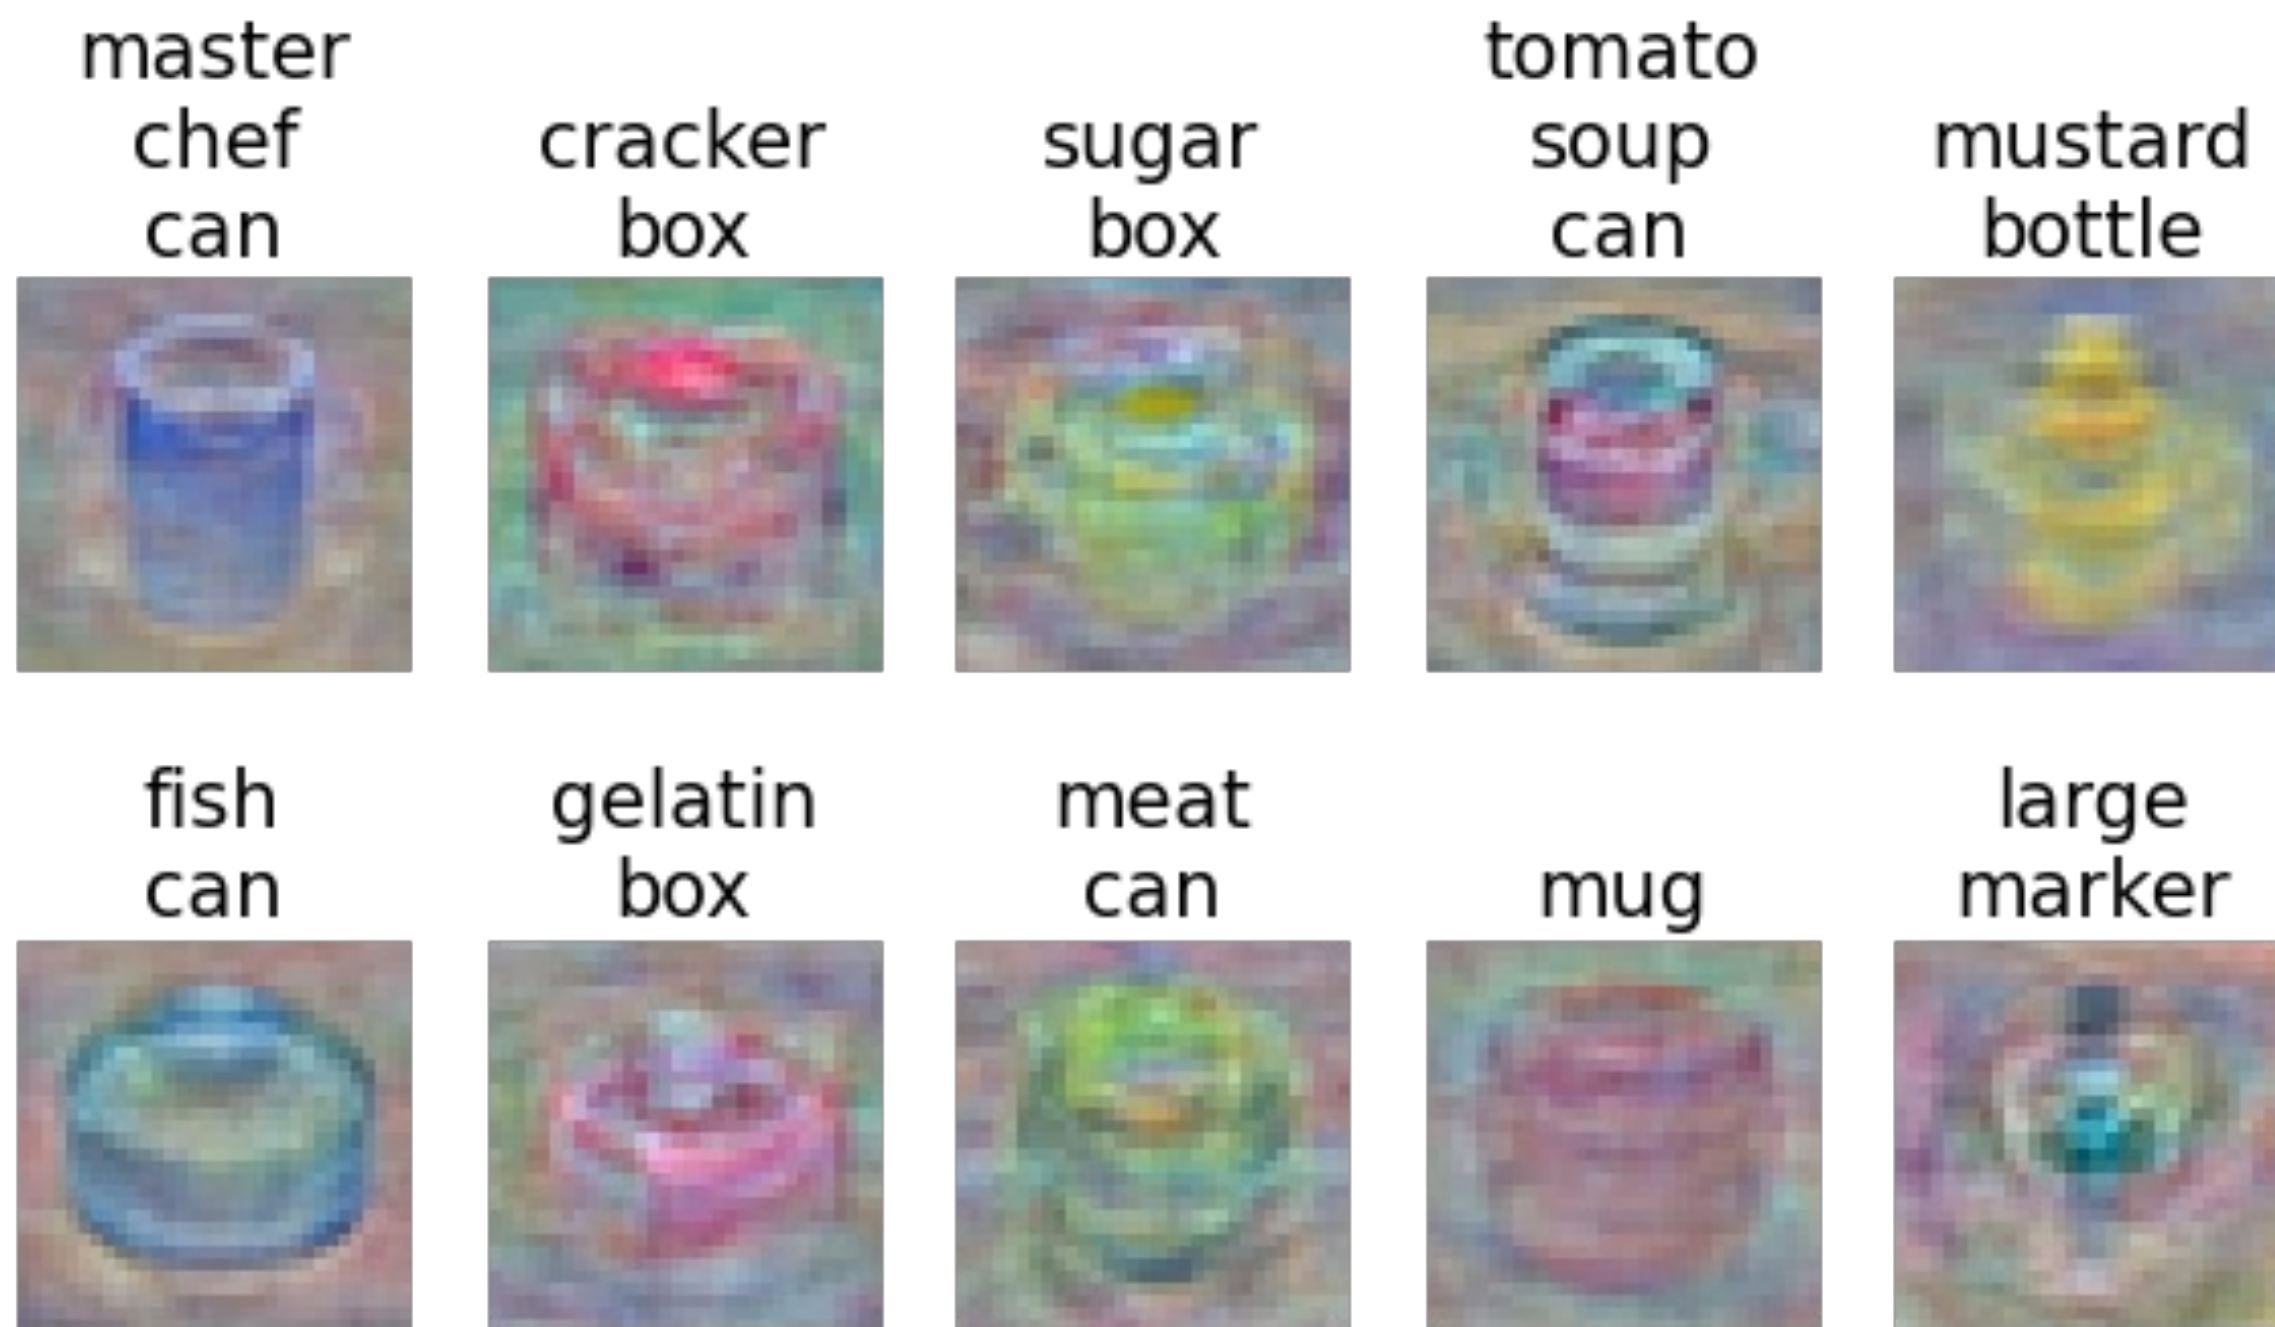 master
chef
can
cracker
box
sugar
box
tomato
soup
can
mustard
bottle
fish
can
gelatin
box
meat
can
mug
large
marker